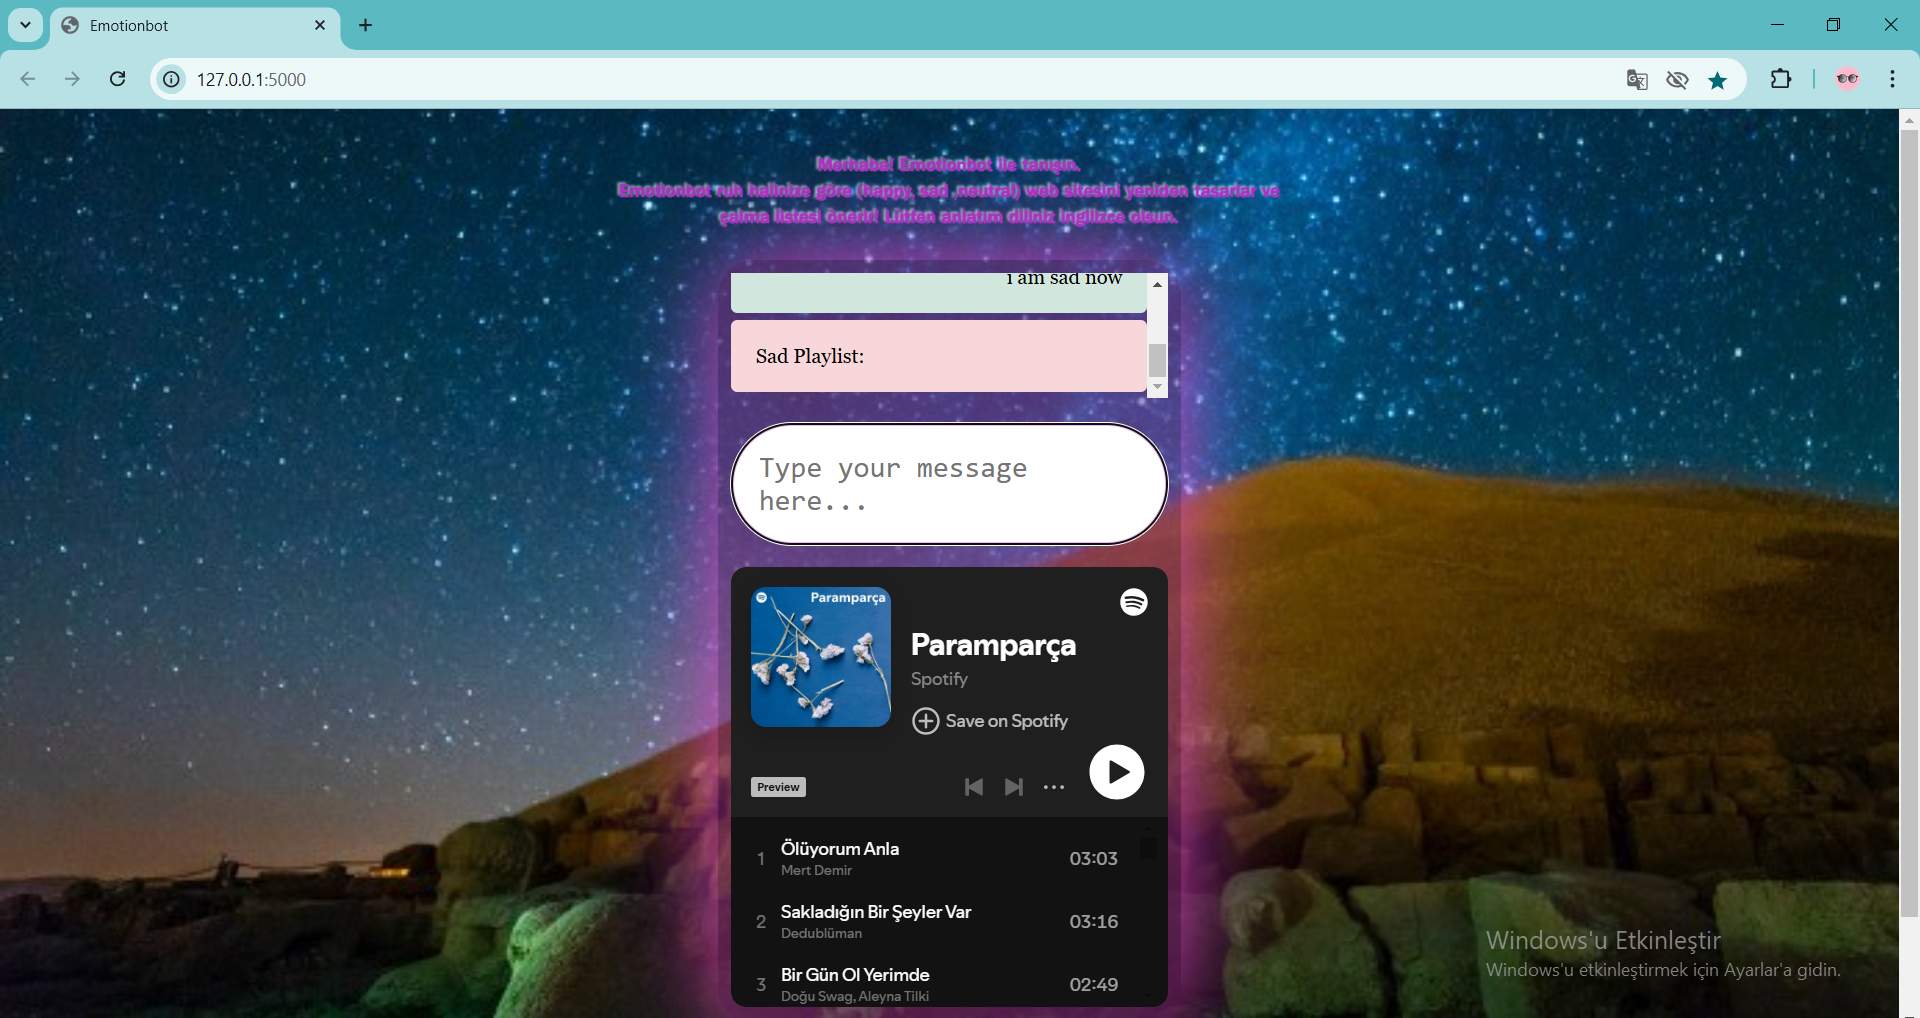 Emotionbot
127.0.0.1:5000
Merhaba! Emotionbot ile tanışın.
Emotionbot ruh halinize göre (happy, sad ,neutral) web sitesini yeniden tasarlar ve
çalma listesi önerir! Lütfen anlatım diliniz ingilizce olsun.
i am sad now
Sad Playlist:
Type your message
here...
Paramparça
Paramparça
Spotify
Save on Spotify
Preview
1 Ölüyorum Anla 03:03
Mert Demir
2 Sakladığın Bir Şeyler Var 03:16
Dedublüman
3 Bir Gün Ol Yerimde 02:49
Doğu Swag, Aleyna Tilki
Windows'u Etkinleştir
Windows'u etkinleştirmek için Ayarlar'a gidin.